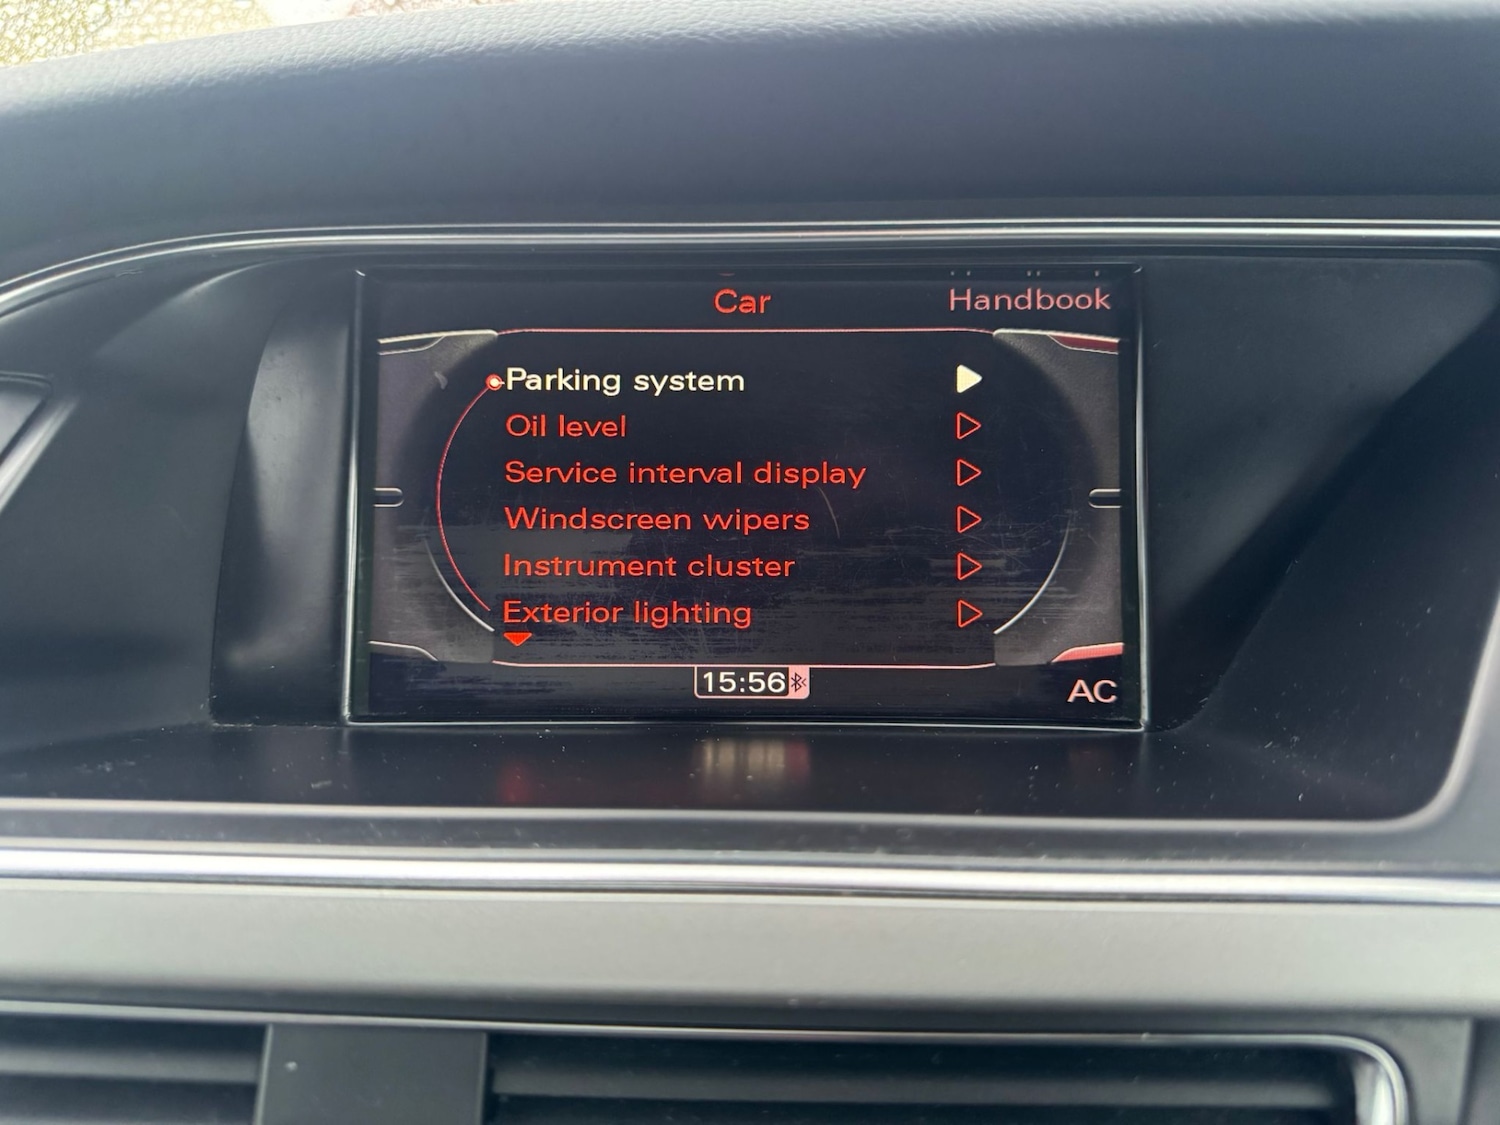 Car
Handbook
Parking system
Oil level
Service interval display
Windscreen wipers
Instrument cluster
Exterior lighting
15:56
AC